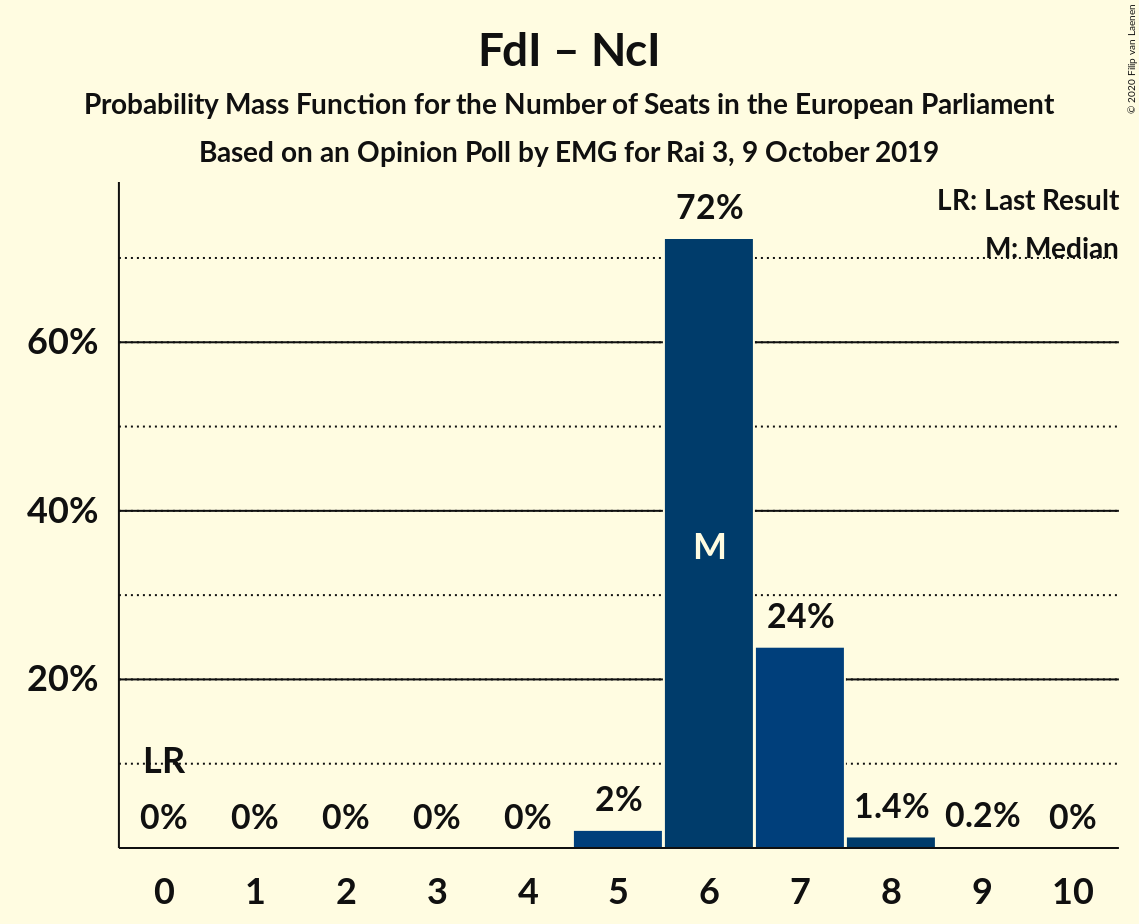 FdI – NcI
Probability Mass Function for the Number of Seats in the European Parliament
Based on an Opinion Poll by EMG for Rai 3, 9 October 2019
© 2020 Filip van Laenen
LR: Last Result
M: Median
72%
60%
40%
M
24%
20%
LR
0% 0% 0% 0% 0% 2% 1.4% 0.2% 0%
0 1 2 3 4 5 6 7 8 9 10